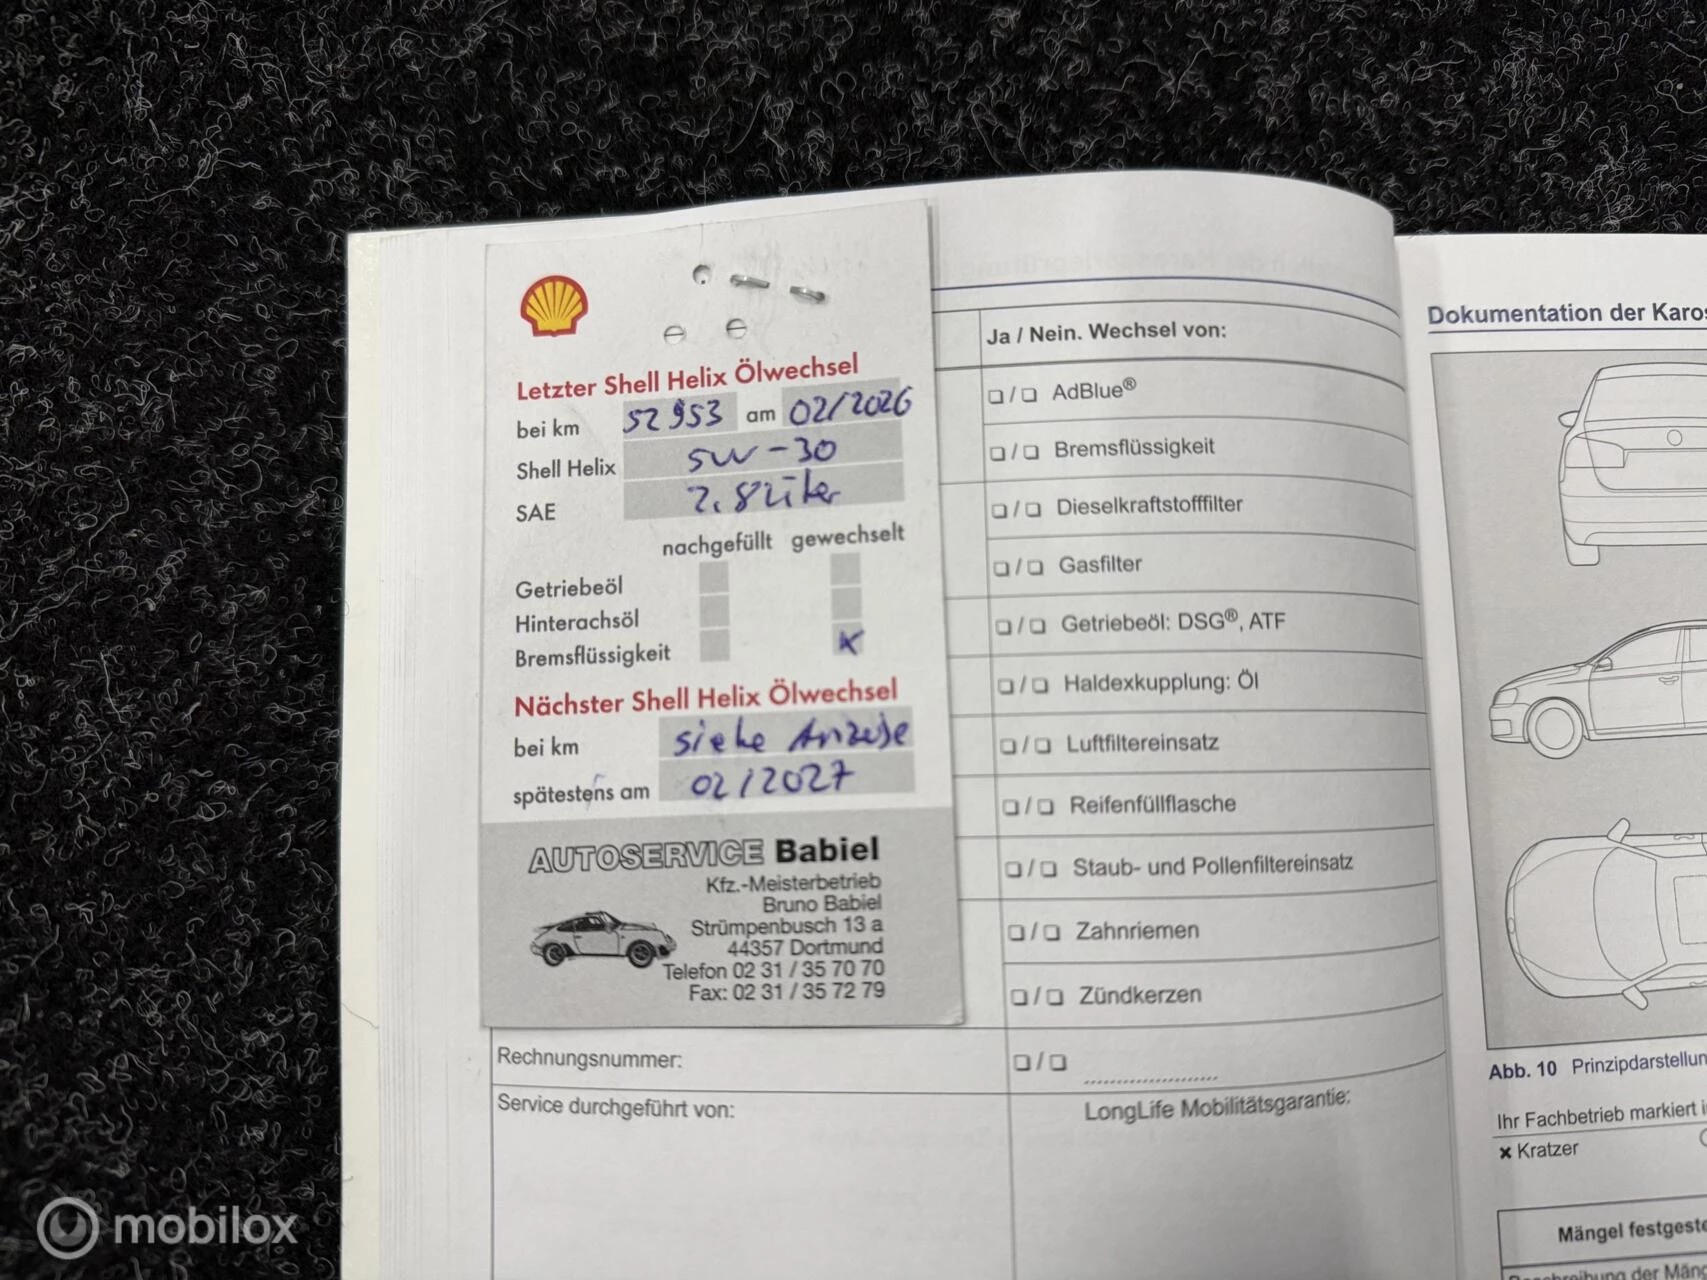 Letzter Shell Helix Ölwechsel
bei km 52953 am 02/2026
Shell Helix 5W-30
SAE 2.8 Liter
nachgefüllt gewechselt
Getriebeöl
Hinterachsöl
Bremsflüssigkeit x
Nächster Shell Helix Ölwechsel
bei km siehe Anzeige
spätestens am 02/2027
AUTOSERVICE Babiel
Kfz.-Meisterbetrieb
Bruno Babiel
Strümpenbusch 13 a
44357 Dortmund
Telefon 02 31 / 35 70 70
Fax: 02 31 / 35 72 79
Ja / Nein. Wechsel von:
❏ / ❏ AdBlue®
❏ / ❏ Bremsflüssigkeit
❏ / ❏ Dieselkraftstofffilter
❏ / ❏ Gasfilter
❏ / ❏ Getriebeöl: DSG®, ATF
❏ / ❏ Haldexkupplung: Öl
❏ / ❏ Luftfiltereinsatz
❏ / ❏ Reifenfüllflasche
❏ / ❏ Staub- und Pollenfiltereinsatz
❏ / ❏ Zahnriemen
❏ / ❏ Zündkerzen
Rechnungsnummer:
❏ / ❏ ......................
Service durchgeführt von:
LongLife Mobilitätsgarantie:
Dokumentation der Karos
Abb. 10 Prinzipdarstellun
Ihr Fachbetrieb markiert
✖ Kratzer
Mängel festgeste
der Män
mobilox